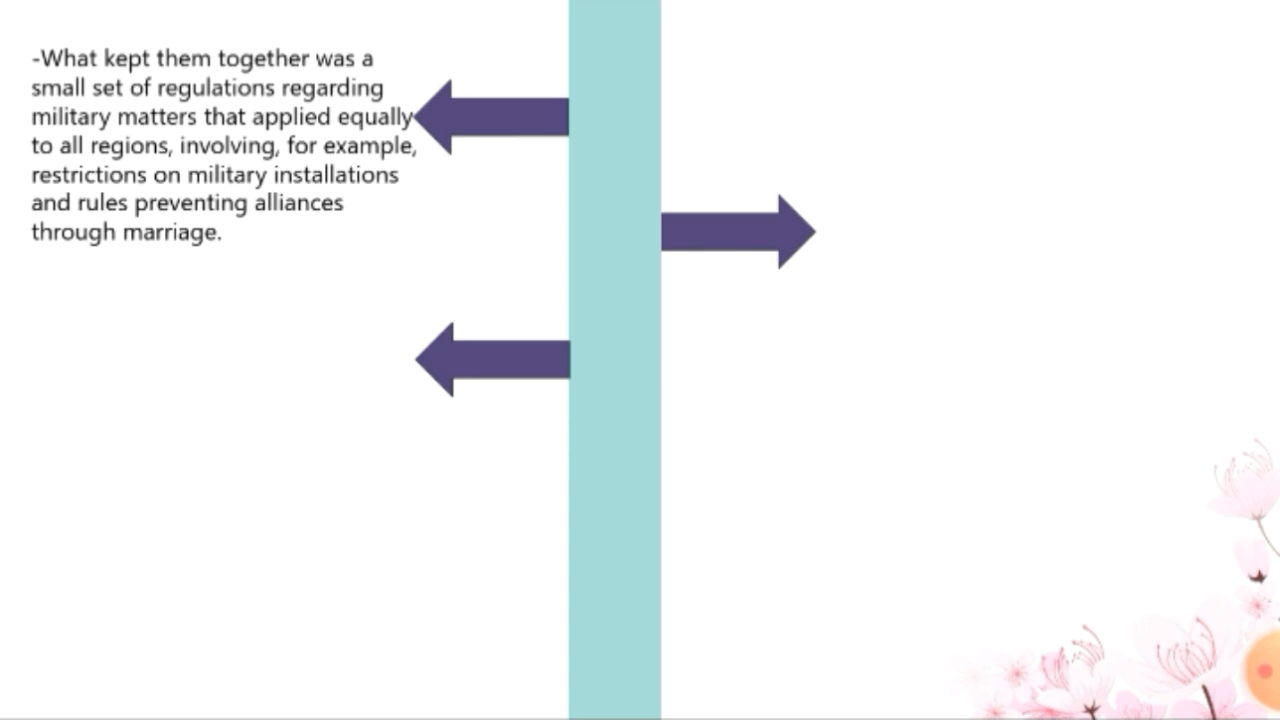 -What kept them together was a
small set of regulations regarding
military matters that applied equally
to all regions, involving, for example,
restrictions on military installations
and rules preventing alliances
through marriage.